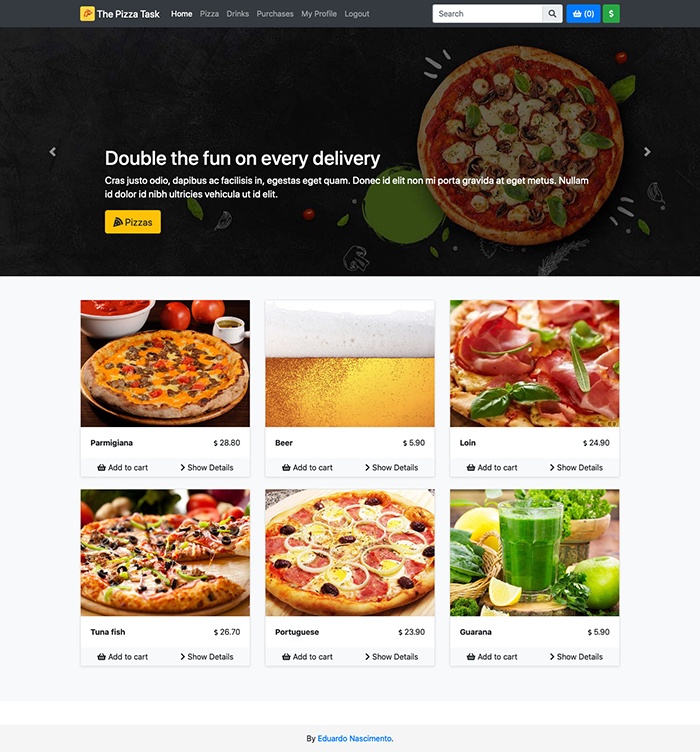 The Pizza Task Home Pizza Drinks Purchases My Profile Logout Search (0) $
Double the fun on every delivery
Cras justo odio, dapibus ac facilisis in, egestas eget quam. Donec id elit non mi porta gravida at eget metus. Nullam
id dolor id nibh ultricies vehicula ut id elit.
Pizzas
Parmigiana $ 28.80
Add to cart Show Details
Beer $ 5.90
Add to cart Show Details
Loin $ 24.90
Add to cart Show Details
Tuna fish $ 26.70
Add to cart Show Details
Portuguese $ 23.90
Add to cart Show Details
Guarana $ 5.90
Add to cart Show Details
By Eduardo Nascimento.